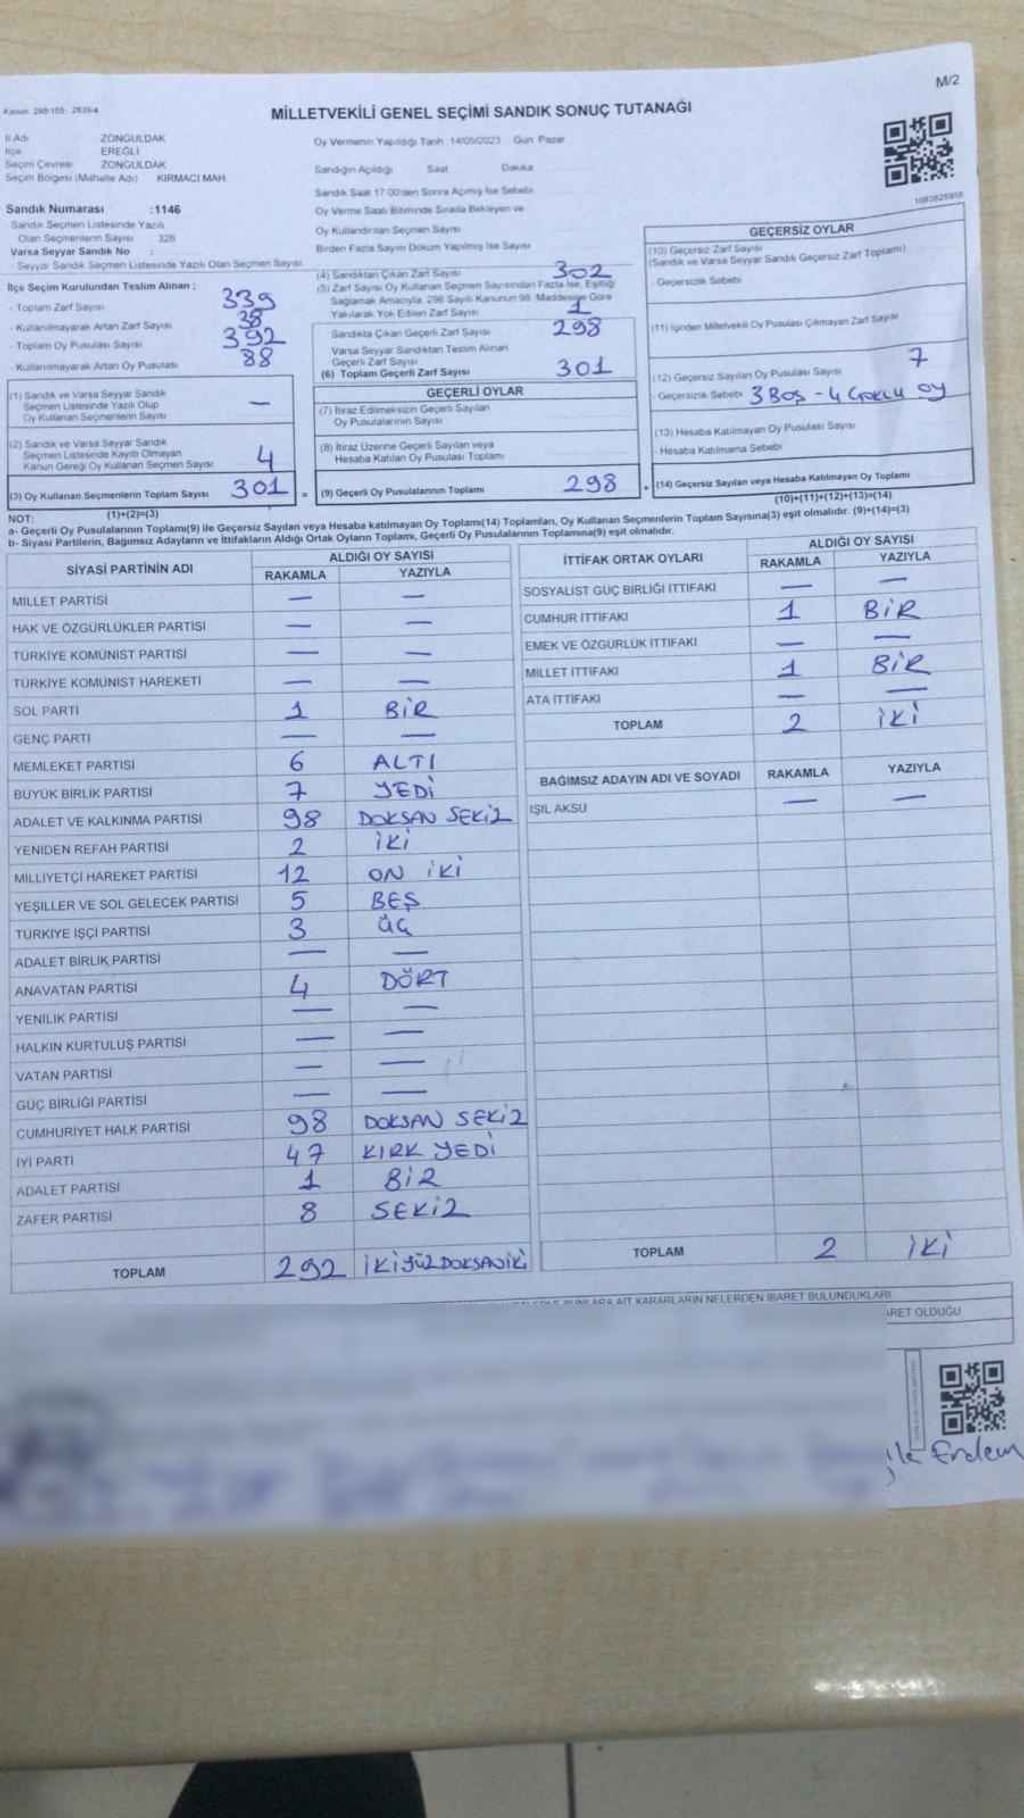 M/2
MİLLETVEKİLİ GENEL SEÇİMİ SANDIK SONUÇ TUTANAĞI
İl Adı ZONGULDAK
İlçe EREĞLİ
Seçim Çevresi ZONGULDAK
Seçim Bölgesi (Mahalle Adı) KIRMACI MAH.
Sandık Numarası :1146
Sandık Seçmen Listesinde Yazılı
Olan Seçmenlerin Sayısı 326
Varsa Seyyar Sandık No :
Seyyar Sandık Seçmen Listesinde Yazılı Olan Seçmen Sayısı
İlçe Seçim Kurulundan Teslim Alınan :
- Toplam Zarf Sayısı 339
- Kullanılmayarak Artan Zarf Sayısı 38
- Toplam Oy Pusulası Sayısı 392
- Kullanılmayarak Artan Oy Pusulası 88
(1) Sandık ve Varsa Seyyar Sandık
Seçmen Listesinde Yazılı Olup
Oy Kullanan Seçmenlerin Sayısı —
(2) Sandık ve Varsa Seyyar Sandık
Seçmen Listesinde Kayıtlı Olmayan
Kanun Gereği Oy Kullanan Seçmen Sayısı 4
(3) Oy Kullanan Seçmenlerin Toplam Sayısı 301
(1)+(2)=(3)
Oy Vermenin Yapıldığı Tarih : 14/05/2023 Gün: Pazar
Sandığın Açıldığı Saat Dakika
Sandık Saat 17.00'den Sonra Açılmış İse Sebebi
Oy Verme Saati Bitiminde Sırada Bekleyen ve
Oy Kullandırılan Seçmen Sayısı
Birden Fazla Sayım Döküm Yapılmış İse Sayısı
(4) Sandıktan Çıkan Zarf Sayısı 302
(5) Zarf Sayısı Oy Kullanan Seçmen Sayısından Fazla İse, Eşitliği
Sağlamak Amacıyla, 298 Sayılı Kanunun 98. Maddesine Göre
Yakılarak Yok Edilen Zarf Sayısı 1
Sandıkta Çıkan Geçerli Zarf Sayısı 298
Varsa Seyyar Sandıktan Teslim Alınan
Geçerli Zarf Sayısı
(6) Toplam Geçerli Zarf Sayısı 301
GEÇERLİ OYLAR
(7) İtiraz Edilmeksizin Geçerli Sayılan
Oy Pusulalarının Sayısı
(8) İtiraz Üzerine Geçerli Sayılan veya
Hesaba Katılan Oy Pusulası Toplamı
= (9) Geçerli Oy Pusulalarının Toplamı 298 +
GEÇERSİZ OYLAR
(10) Geçersiz Zarf Sayısı
(Sandık ve Varsa Seyyar Sandık Geçersiz Zarf Toplamı)
- Geçersizlik Sebebi
(11) İçinden Milletvekili Oy Pusulası Çıkmayan Zarf Sayısı
(12) Geçersiz Sayılan Oy Pusulası Sayısı 7
- Geçersizlik Sebebi 3 BOŞ - 4 ÇOKLU OY
(13) Hesaba Katılmayan Oy Pusulası Sayısı
- Hesaba Katılmama Sebebi
(14) Geçersiz Sayılan veya Hesaba Katılmayan Oy Toplamı
(10)+(11)+(12)+(13)=(14)
NOT:
a- Geçerli Oy Pusulalarının Toplamı(9) ile Geçersiz Sayılan veya Hesaba katılmayan Oy Toplamı(14) Toplamları, Oy Kullanan Seçmenlerin Toplam Sayısına(3) eşit olmalıdır. (9)+(14)=(3)
b- Siyasi Partilerin, Bağımsız Adayların ve İttifakların Aldığı Ortak Oyların Toplamı, Geçerli Oy Pusulalarının Toplamına(9) eşit olmalıdır.
SİYASİ PARTİNİN ADI ALDIĞI OY SAYISI
RAKAMLA YAZIYLA
MİLLET PARTİSİ — —
HAK VE ÖZGÜRLÜKLER PARTİSİ — —
TÜRKİYE KOMÜNİST PARTİSİ — —
TÜRKİYE KOMÜNİST HAREKETİ — —
SOL PARTİ 1 BİR
GENÇ PARTİ — —
MEMLEKET PARTİSİ 6 ALTI
BÜYÜK BİRLİK PARTİSİ 7 YEDİ
ADALET VE KALKINMA PARTİSİ 98 DOKSAN SEKİZ
YENİDEN REFAH PARTİSİ 2 İKİ
MİLLİYETÇİ HAREKET PARTİSİ 12 ON İKİ
YEŞİLLER VE SOL GELECEK PARTİSİ 5 BEŞ
TÜRKİYE İŞÇİ PARTİSİ 3 ÜÇ
ADALET BİRLİK PARTİSİ — —
ANAVATAN PARTİSİ 4 DÖRT
YENİLİK PARTİSİ — —
HALKIN KURTULUŞ PARTİSİ — —
VATAN PARTİSİ — —
GÜÇ BİRLİĞİ PARTİSİ — —
CUMHURİYET HALK PARTİSİ 98 DOKSAN SEKİZ
İYİ PARTİ 47 KIRK YEDİ
ADALET PARTİSİ 1 BİR
ZAFER PARTİSİ 8 SEKİZ
TOPLAM 292 İKİYÜZDOKSANİKİ
İTTİFAK ORTAK OYLARI ALDIĞI OY SAYISI
RAKAMLA YAZIYLA
SOSYALİST GÜÇ BİRLİĞİ İTTİFAKI — —
CUMHUR İTTİFAKI 1 BİR
EMEK VE ÖZGÜRLÜK İTTİFAKI — —
MİLLET İTTİFAKI 1 BİR
ATA İTTİFAKI — —
TOPLAM 2 İKİ
BAĞIMSIZ ADAYIN ADI VE SOYADI RAKAMLA YAZIYLA
IŞIL AKSU — —
TOPLAM 2 İKİ
AİT KARARLARIN NELERDEN İBARET BULUNDUKLARI
OLDUĞU
Erdem